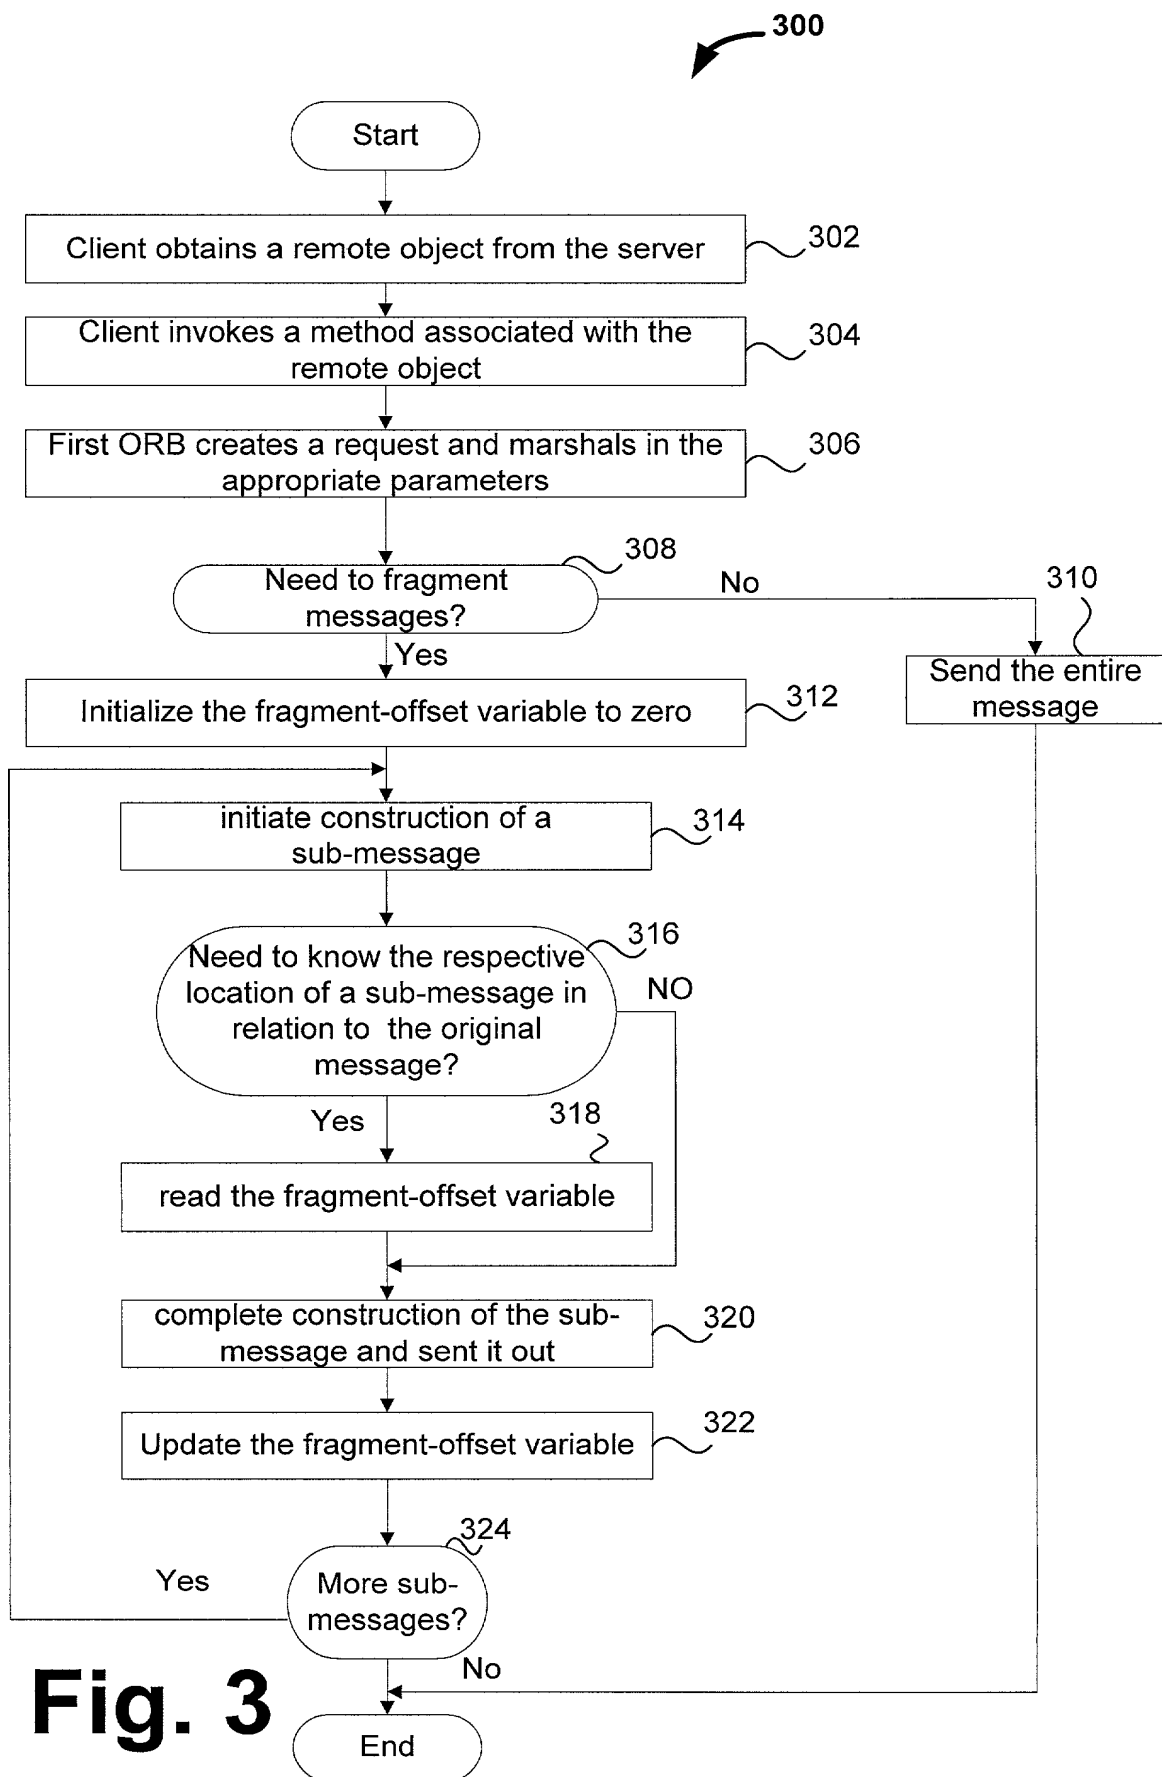 300
Start
Client obtains a remote object from the server
302
Client invokes a method associated with the
remote object
304
First ORB creates a request and marshals in the
appropriate parameters
306
Need to fragment
messages?
308
No
310
Send the entire
message
Yes
Initialize the fragment-offset variable to zero
312
initiate construction of a
sub-message
314
Need to know the respective
location of a sub-message in
relation to the original
message?
316
NO
Yes
318
read the fragment-offset variable
complete construction of the sub-
message and sent it out
320
Update the fragment-offset variable
322
324
More sub-
messages?
Yes
No
End
Fig. 3